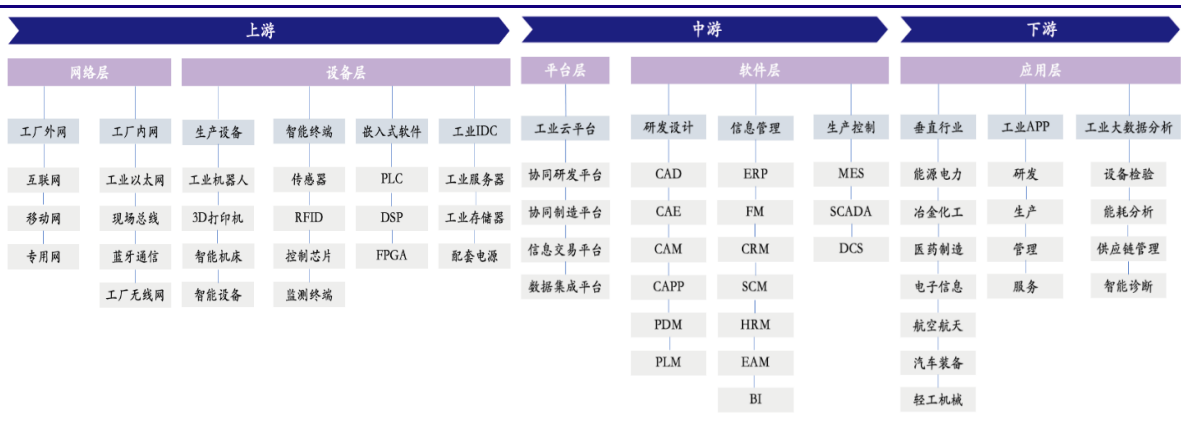 上游 中游 下游
网络层 设备层 平台层 软件层 应用层
工厂外网 工厂内网 生产设备 智能终端 嵌入式软件 工业IDC 工业云平台 研发设计 信息管理 生产控制 垂直行业 工业APP 工业大数据分析
互联网 工业以太网 工业机器人 传感器 PLC 工业服务器 协同研发平台 CAD ERP MES 能源电力 研发 设备检验
移动网 现场总线 3D打印机 RFID DSP 工业存储器 协同制造平台 CAE FM SCADA 冶金化工 生产 能耗分析
专用网 蓝牙通信 智能机床 控制芯片 FPGA 配套电源 信息交易平台 CAM CRM DCS 医药制造 管理 供应链管理
工厂无线网 智能设备 监测终端 数据集成平台 CAPP SCM 电子信息 服务 智能诊断
PDM HRM 航空航天
PLM EAM 汽车装备
BI 轻工机械